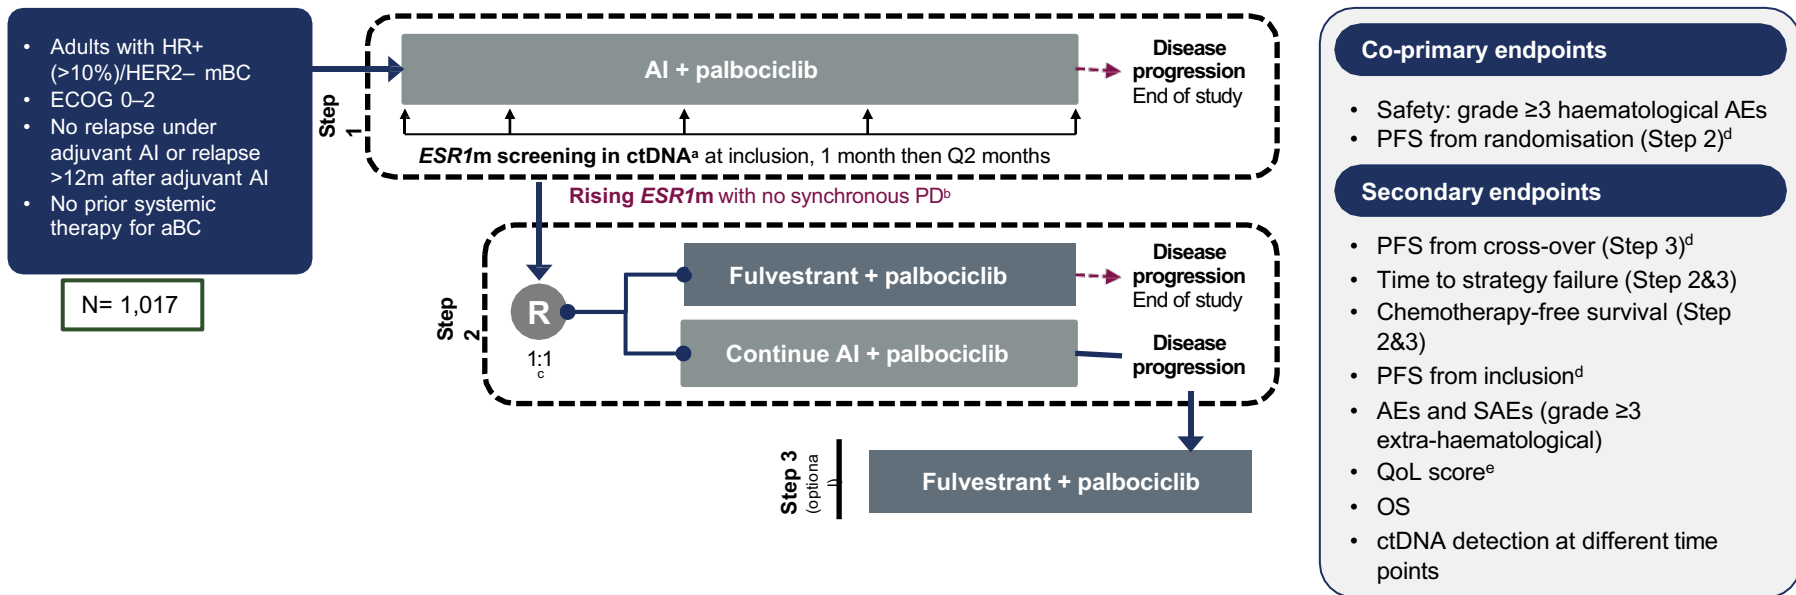 • Adults with HR+
(>10%)/HER2– mBC
• ECOG 0–2
• No relapse under
adjuvant AI or relapse
>12m after adjuvant AI
• No prior systemic
therapy for aBC
N= 1,017
Step
1
AI + palbociclib
Disease
progression
End of study
ESR1m screening in ctDNAᵃ at inclusion, 1 month then Q2 months
Rising ESR1m with no synchronous PDᵇ
Step
2
R
1:1
c
Fulvestrant + palbociclib
Disease
progression
End of study
Continue AI + palbociclib
Disease
progression
Step 3
(optiona
l)
Fulvestrant + palbociclib
Co-primary endpoints
• Safety: grade ≥3 haematological AEs
• PFS from randomisation (Step 2)ᵈ
Secondary endpoints
• PFS from cross-over (Step 3)ᵈ
• Time to strategy failure (Step 2&3)
• Chemotherapy-free survival (Step
2&3)
• PFS from inclusionᵈ
• AEs and SAEs (grade ≥3
extra-haematological)
• QoL scoreᵉ
• OS
• ctDNA detection at different time
points